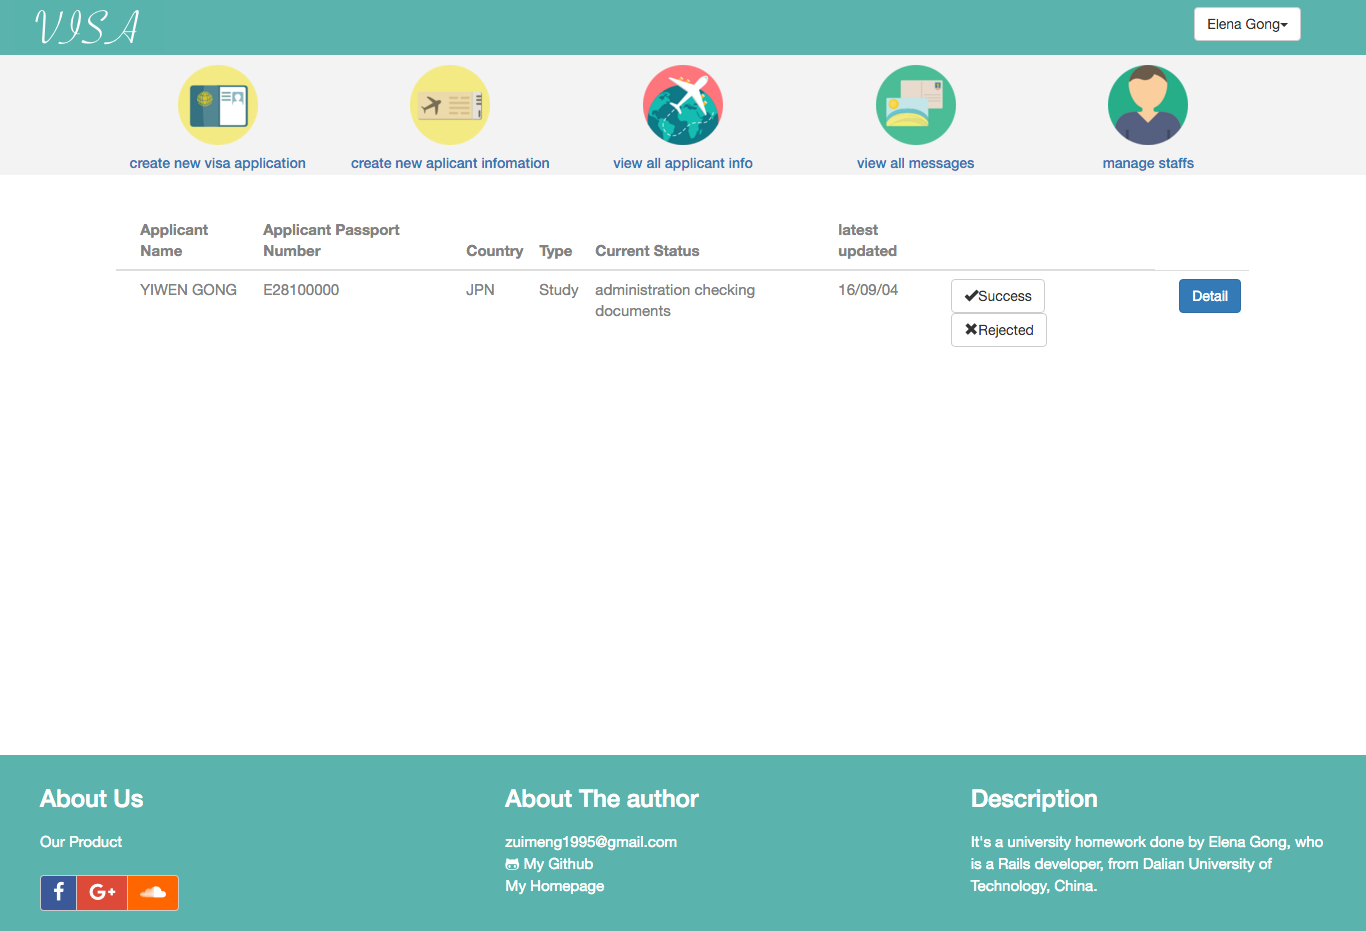 VISA
Elena Gong
create new visa application
create new aplicant infomation
view all applicant info
view all messages
manage staffs
Applicant Name
Applicant Passport Number
Country
Type
Current Status
latest updated
YIWEN GONG
E28100000
JPN
Study
administration checking
documents
16/09/04
Success
Rejected
Detail
About Us
Our Product
About The author
zuimeng1995@gmail.com
My Github
My Homepage
Description
It's a university homework done by Elena Gong, who
is a Rails developer, from Dalian University of
Technology, China.